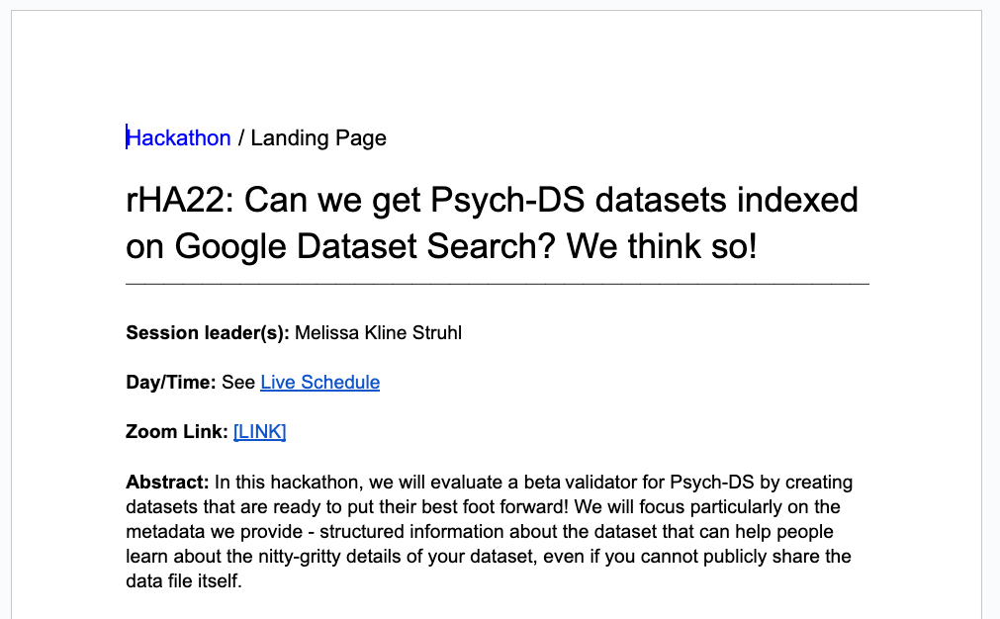 Hackathon / Landing Page
rHA22: Can we get Psych-DS datasets indexed
on Google Dataset Search? We think so!
Session leader(s): Melissa Kline Struhl
Day/Time: See Live Schedule
Zoom Link: [LINK]
Abstract: In this hackathon, we will evaluate a beta validator for Psych-DS by creating
datasets that are ready to put their best foot forward! We will focus particularly on the
metadata we provide - structured information about the dataset that can help people
learn about the nitty-gritty details of your dataset, even if you cannot publicly share the
data file itself.